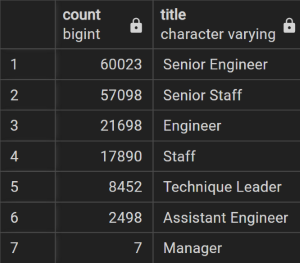 count title
bigint character varying
1 60023 Senior Engineer
2 57098 Senior Staff
3 21698 Engineer
4 17890 Staff
5 8452 Technique Leader
6 2498 Assistant Engineer
7 7 Manager